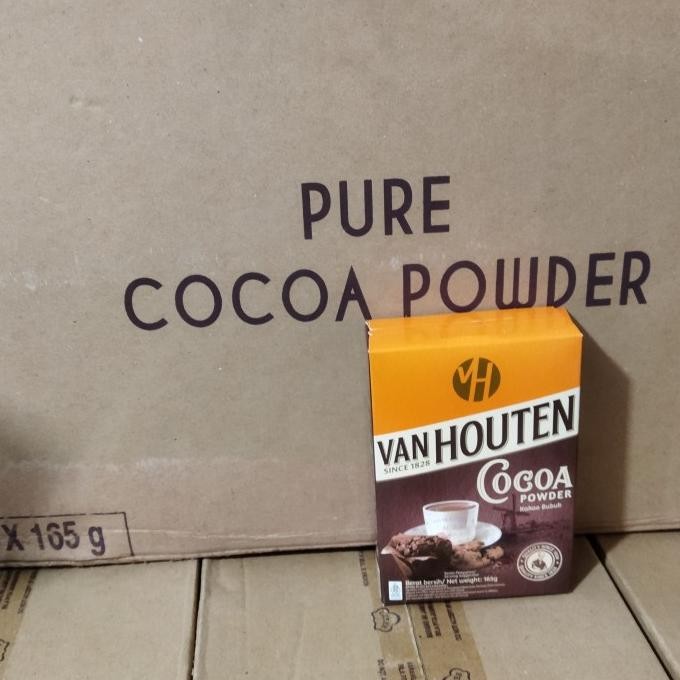 PURE
COCOA POWDER
X 165 g
VH
VAN HOUTEN
SINCE 1828
COCOA
POWDER
Kakao Bubuk
Berat bersih/ Net weight: 165g